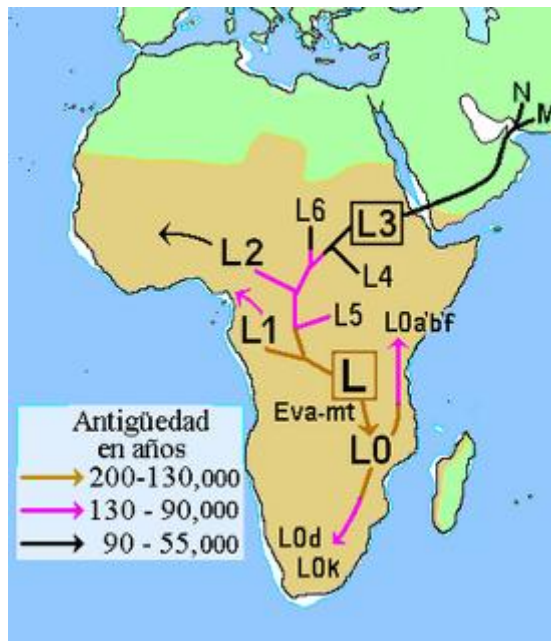 N
M
L6
L3
L2
L4
L5
L0a'b'f
L1
L
Eva-mt
L0
L0d
L0K
Antigüedad
en años
200-130,000
130 - 90,000
90 - 55,000